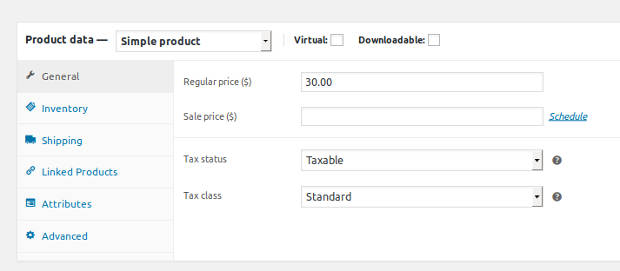 Product data — Simple product Virtual: Downloadable:
General
Inventory
Shipping
Linked Products
Attributes
Advanced
Regular price ($) 30.00
Sale price ($) Schedule
Tax status Taxable ?
Tax class Standard ?